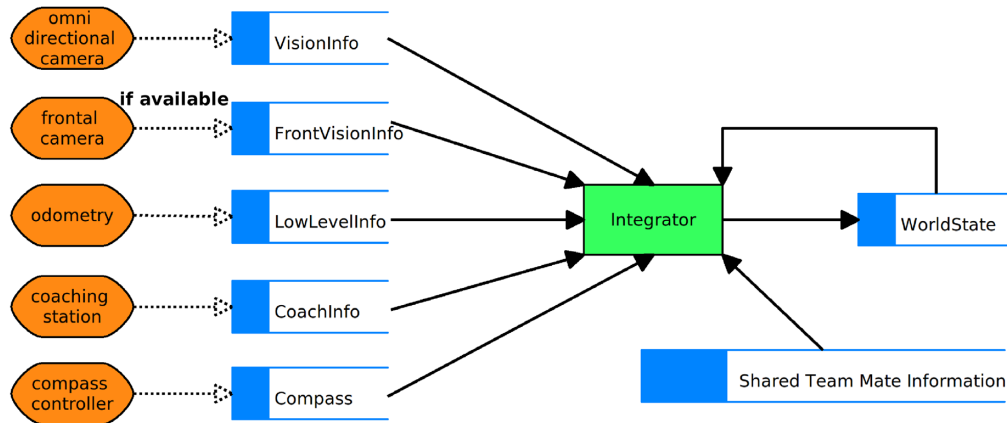 omni
directional
camera
VisionInfo
if available
frontal
camera
FrontVisionInfo
odometry
LowLevelInfo
Integrator
WorldState
coaching
station
CoachInfo
Shared Team Mate Information
compass
controller
Compass